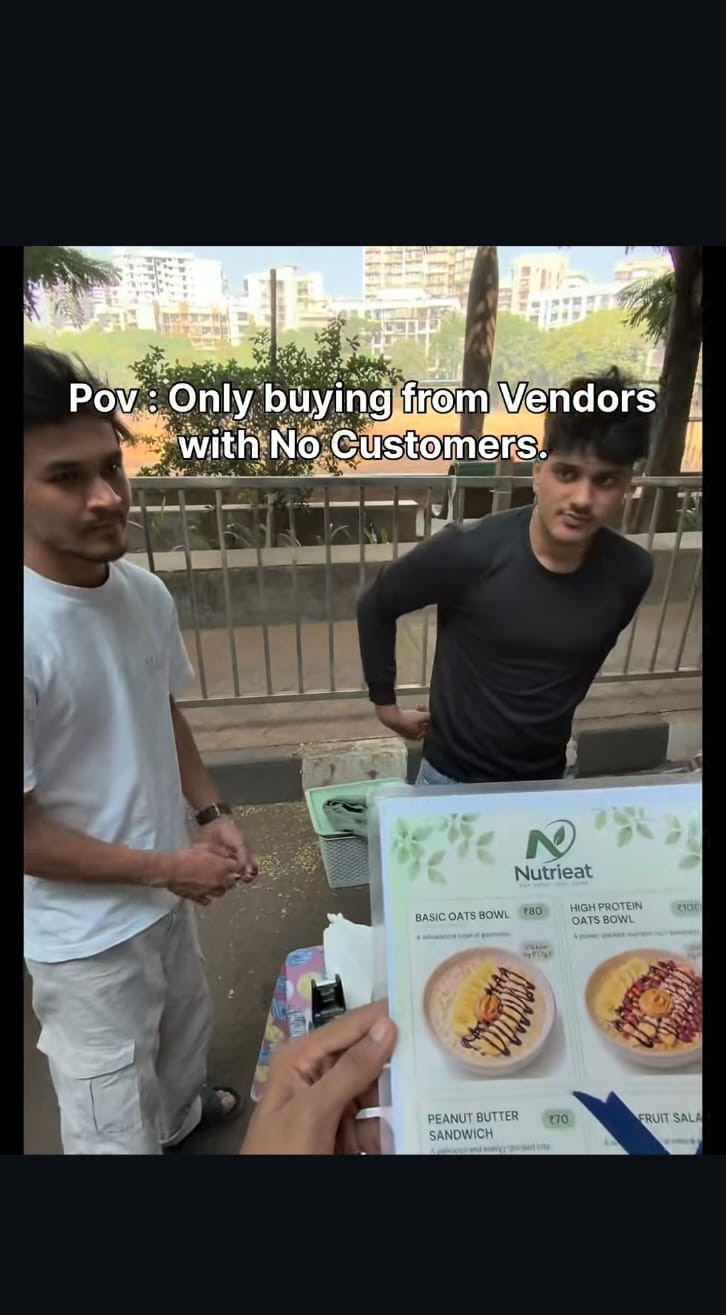 Pov : Only buying from Vendors
with No Customers.
Nutrieat
BASIC OATS BOWL ₹80
HIGH PROTEIN
OATS BOWL
PEANUT BUTTER
SANDWICH ₹70
FRUIT